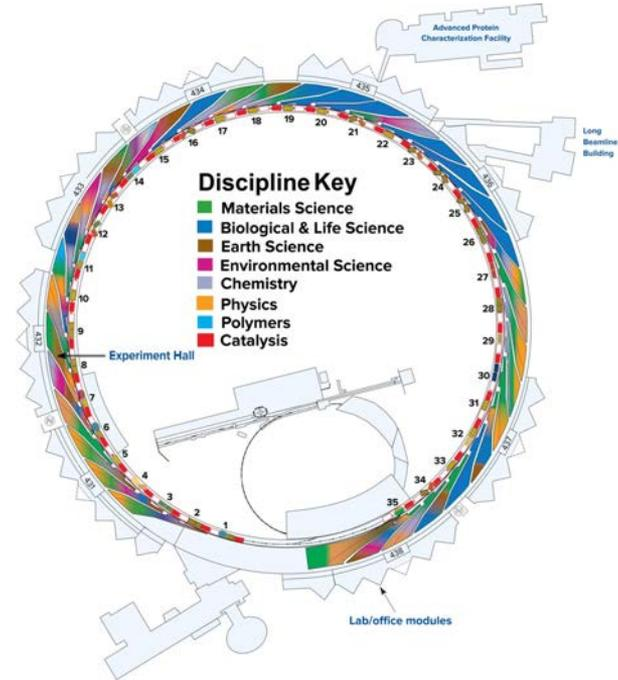 Advanced Protein
Characterization Facility
Long
Beamline
Building
434
435
433
436
432
431
437
438
Discipline Key
Materials Science
Biological & Life Science
Earth Science
Environmental Science
Chemistry
Physics
Polymers
Catalysis
Experiment Hall
Lab/office modules
1
2
3
4
5
6
7
8
9
10
11
12
13
14
15
16
17
18
19
20
21
22
23
24
25
26
27
28
29
30
31
32
33
34
35